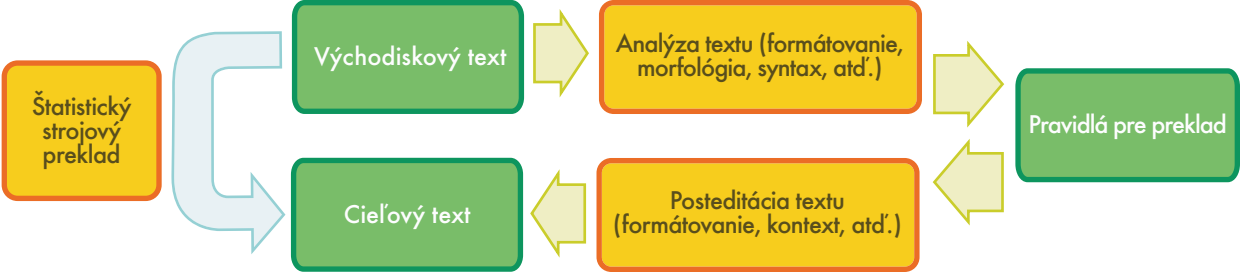 Štatistický
strojový
preklad
Východiskový text
Analýza textu (formátovanie,
morfológia, syntax, atď.)
Pravidlá pre preklad
Posteditácia textu
(formátovanie, kontext, atď.)
Cieľový text